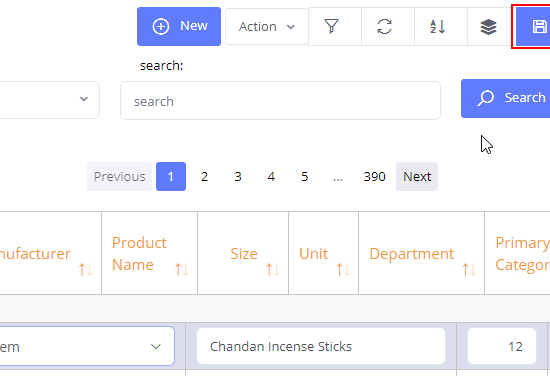 New Action
search:
search Search
Previous 1 2 3 4 5 ... 390 Next
nufacturer Product Name Size Unit Department Primary Categor
em Chandan Incense Sticks 12